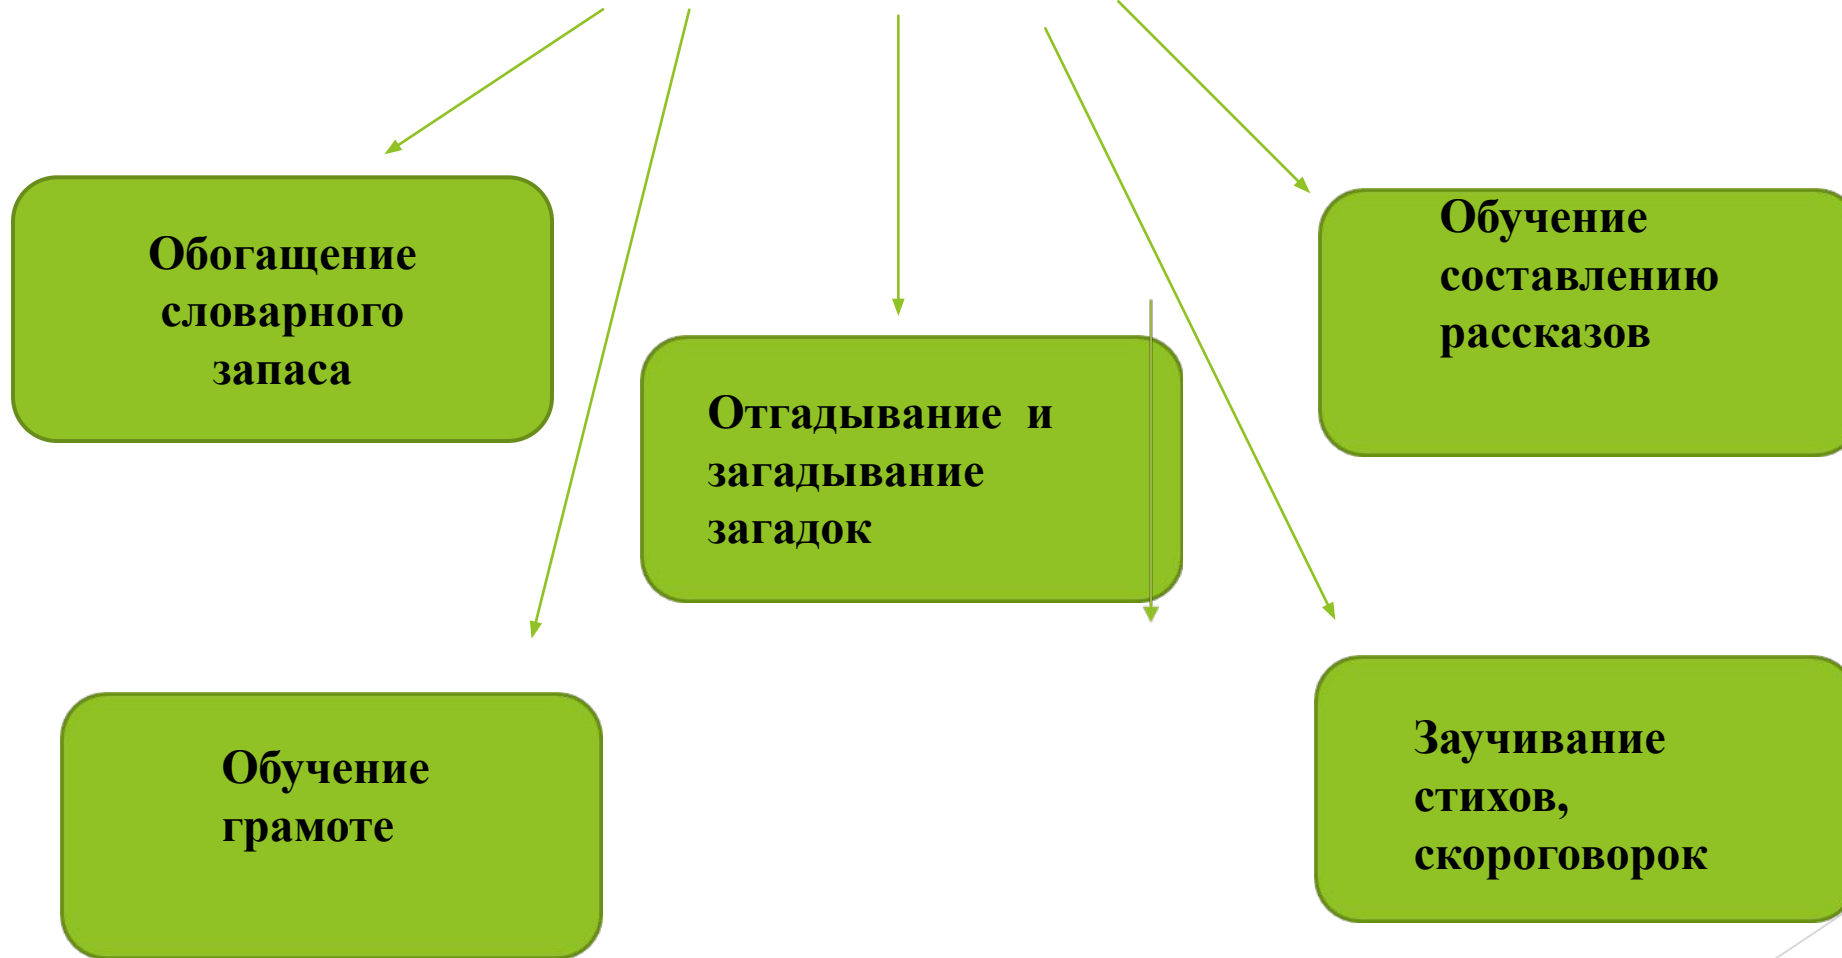 Обогащение
словарного
запаса
Отгадывание и
загадывание
загадок
Обучение
составлению
рассказов
Обучение
грамоте
Заучивание
стихов,
скороговорок